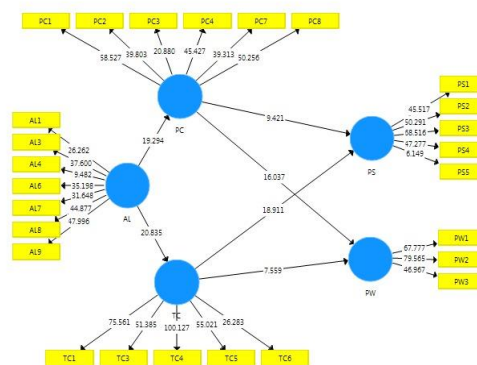 PC1 PC2 PC3 PC4 PC7 PC8
58.527 39.803 20.880 45.427 39.313 50.256
PC
AL1
AL3
AL4
AL6
AL7
AL8
AL9
26.262
37.600
9.482
35.198
31.648
44.877
47.996
AL
19.294
20.835
9.421
16.037
18.911
7.559
PS1
PS2
PS3
PS4
PS5
45.517
50.291
68.516
47.277
6.149
PS
PW1
PW2
PW3
67.777
79.565
46.967
PW
TC
75.561 51.385 100.127 55.021 26.283
TC1 TC3 TC4 TC5 TC6